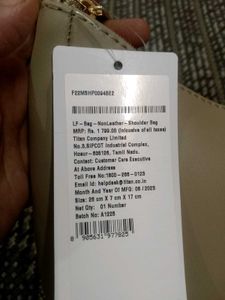 F22MSHP0094BE2
LF-Bag-NonLeather-Shoulder Bag
MRP: Rs. 1 799.00 (Inclusive of all taxes)
Titan Company Limited
No.3,SIPCOT Industrial Complex,
Hosur-635126, Tamil Nadu.
Contact: Customer Care Executive
At Above Address
Toll Free No:1800-266-0123
Email Id: helpdesk@titan.co.in
Month And Year Of MFG: 06 /2023
Size: 26 cm X 7 cm X 17 cm
Net Qty : 01 Number
Batch No: A1225
8 905631 977825